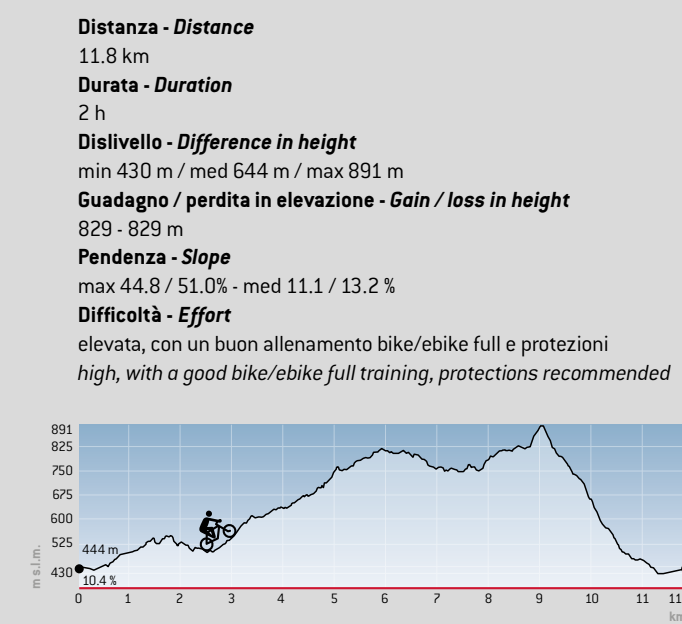 Distanza - Distance
11.8 km
Durata - Duration
2 h
Dislivello - Difference in height
min 430 m / med 644 m / max 891 m
Guadagno / perdita in elevazione - Gain / loss in height
829 - 829 m
Pendenza - Slope
max 44.8 / 51.0% - med 11.1 / 13.2 %
Difficoltà - Effort
elevata, con un buon allenamento bike/ebike full e protezioni
high, with a good bike/ebike full training, protections recommended
891
825
750
675
600
525
430
m s.l.m.
444 m
10.4 %
0 1 2 3 4 5 6 7 8 9 10 11 11
km